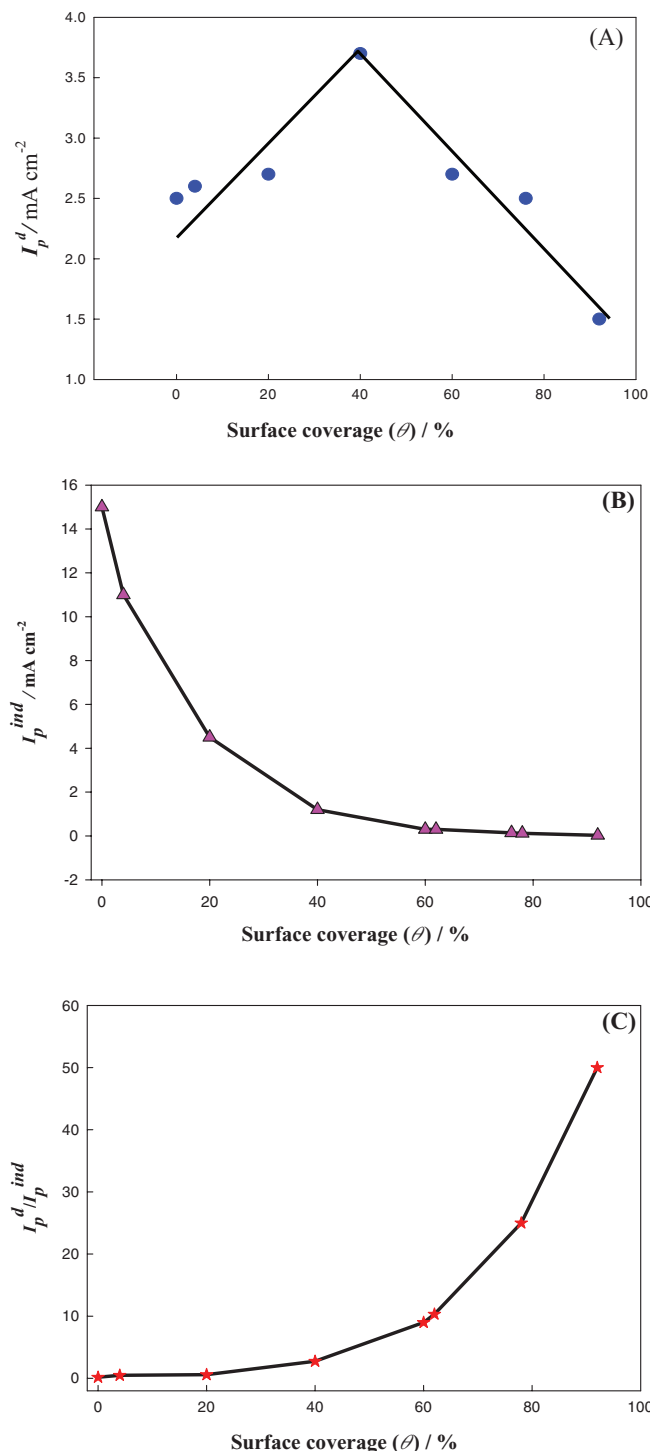 (A)
4.0
3.5
3.0
2.5
2.0
1.5
1.0
I_p^d / mA cm⁻²
0 20 40 60 80 100
Surface coverage (θ) / %
(B)
16
14
12
10
8
6
4
2
0
-2
I_p^ind / mA cm⁻²
0 20 40 60 80 100
Surface coverage (θ) / %
(C)
60
50
40
30
20
10
0
I_p^d/I_p^ind
0 20 40 60 80 100
Surface coverage (θ) / %